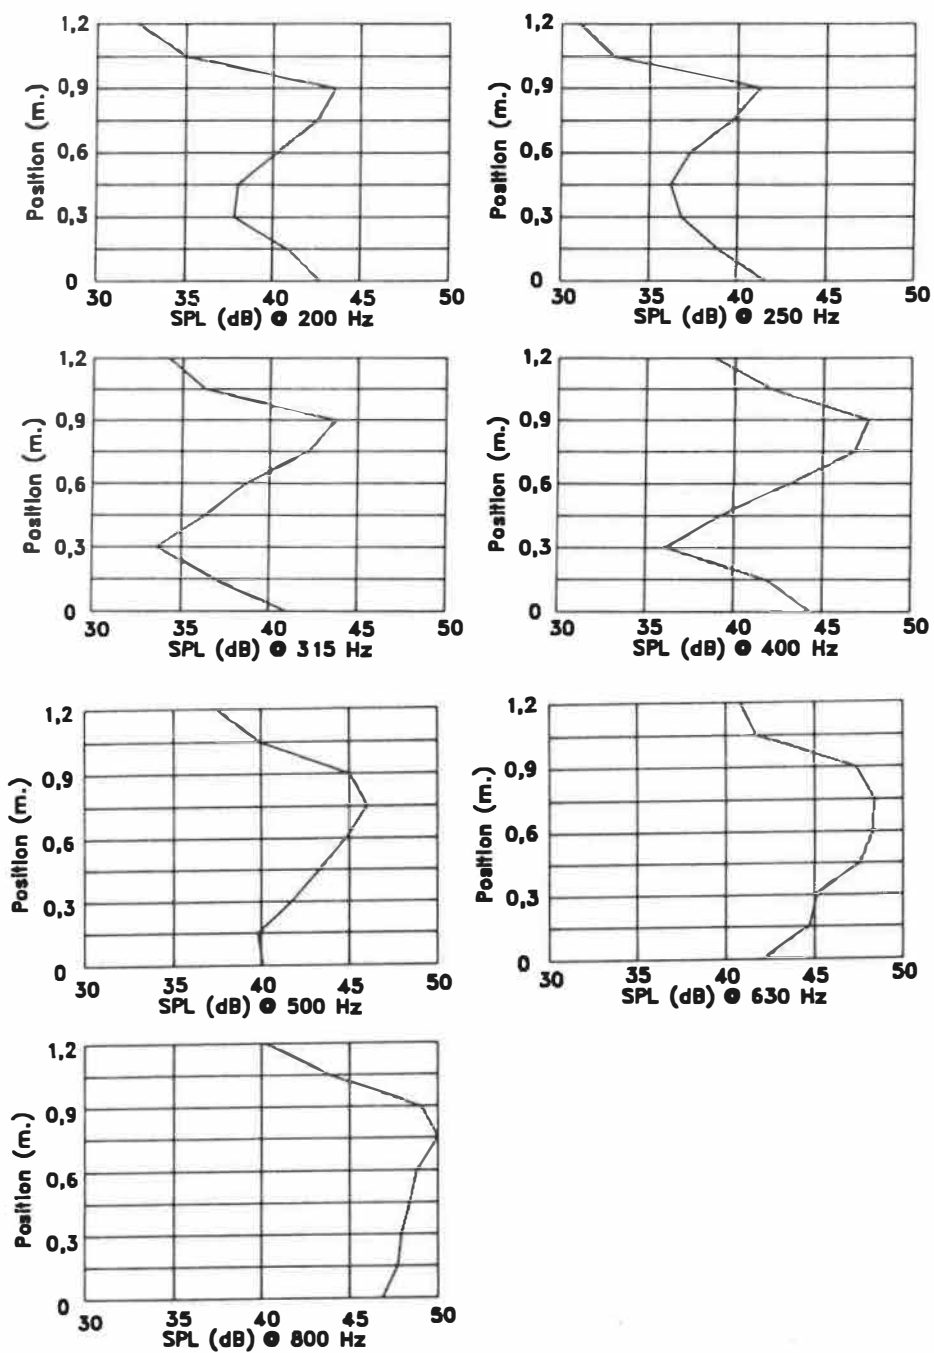 1,2
0,9
0,6
0,3
0
Position (m.)
30 35 40 45 50
SPL (dB) @ 200 Hz
1,2
0,9
0,6
0,3
0
Position (m.)
30 35 40 45 50
SPL (dB) @ 250 Hz
1,2
0,9
0,6
0,3
0
Position (m.)
30 35 40 45 50
SPL (dB) @ 315 Hz
1,2
0,9
0,6
0,3
0
Position (m.)
30 35 40 45 50
SPL (dB) @ 400 Hz
1,2
0,9
0,6
0,3
0
Position (m.)
30 35 40 45 50
SPL (dB) @ 500 Hz
1,2
0,9
0,6
0,3
0
Position (m.)
30 35 40 45 50
SPL (dB) @ 630 Hz
1,2
0,9
0,6
0,3
0
Position (m.)
30 35 40 45 50
SPL (dB) @ 800 Hz